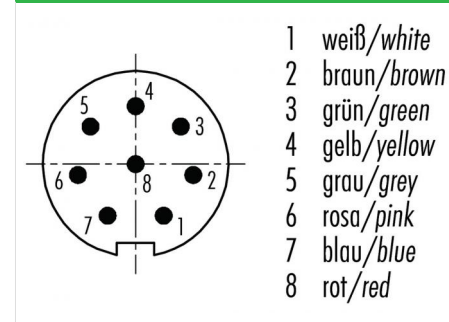 4
5
3
6
8
2
7
1
1 weiß/white
2 braun/brown
3 grün/green
4 gelb/yellow
5 grau/grey
6 rosa/pink
7 blau/blue
8 rot/red